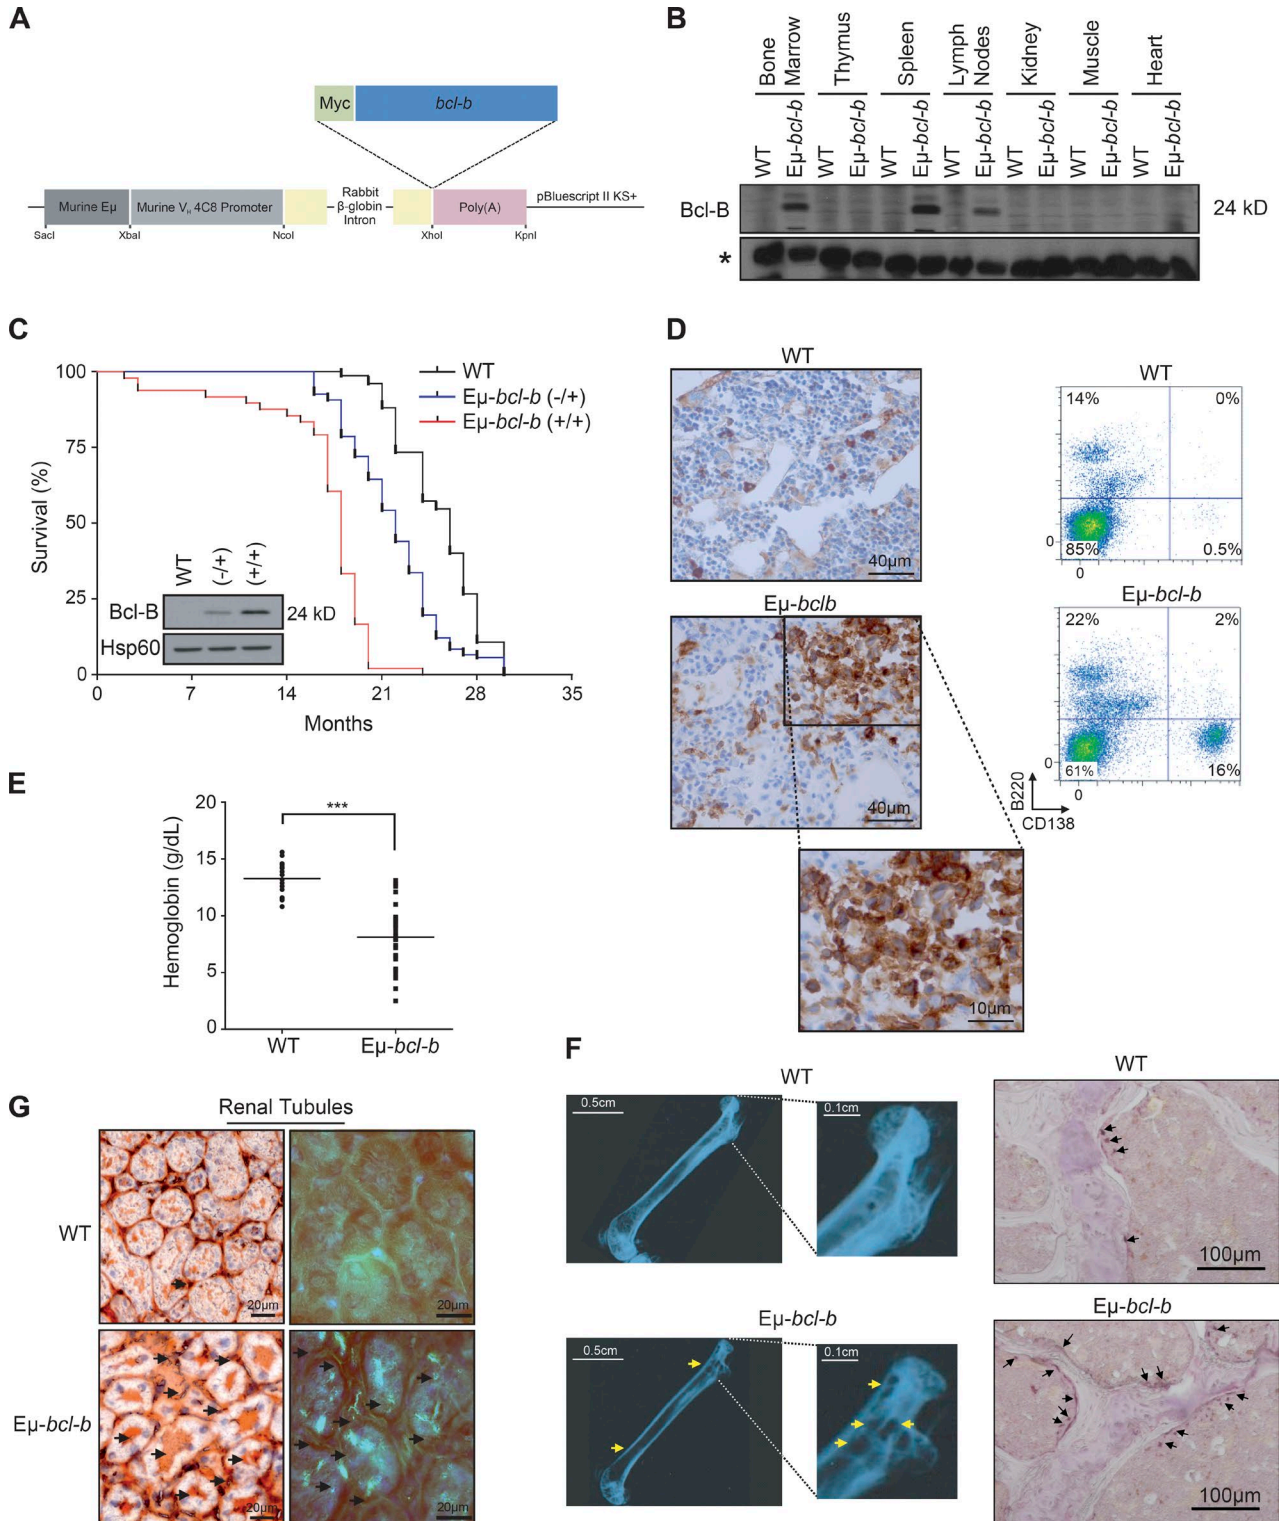 A
Myc
bcl-b
Murine Eμ
Murine VH 4C8 Promoter
Rabbit
β-globin
Intron
Poly(A)
pBluescript II KS+
SacI
XbaI
NcoI
XhoI
KpnI
B
Bone
Marrow
Thymus
Spleen
Lymph
Nodes
Kidney
Muscle
Heart
WT
Eμ-bcl-b
WT
Eμ-bcl-b
WT
Eμ-bcl-b
WT
Eμ-bcl-b
WT
Eμ-bcl-b
WT
Eμ-bcl-b
WT
Eμ-bcl-b
Bcl-B
24 kD
*
C
Survival (%)
100
75
50
25
0
0
7
14
21
28
35
Months
WT
Eμ-bcl-b (-/+)
Eμ-bcl-b (+/+)
WT
(-/+)
(+/+)
Bcl-B
24 kD
Hsp60
D
WT
40μm
Eμ-bclb
40μm
10μm
WT
14%
0%
85%
0.5%
0
0
Eμ-bcl-b
22%
2%
61%
16%
0
0
B220
CD138
E
Hemoglobin (g/dL)
20
15
10
5
0
***
WT
Eμ-bcl-b
F
WT
0.5cm
0.1cm
WT
100μm
Eμ-bcl-b
0.5cm
0.1cm
Eμ-bcl-b
100μm
G
Renal Tubules
WT
20μm
20μm
Eμ-bcl-b
20μm
20μm